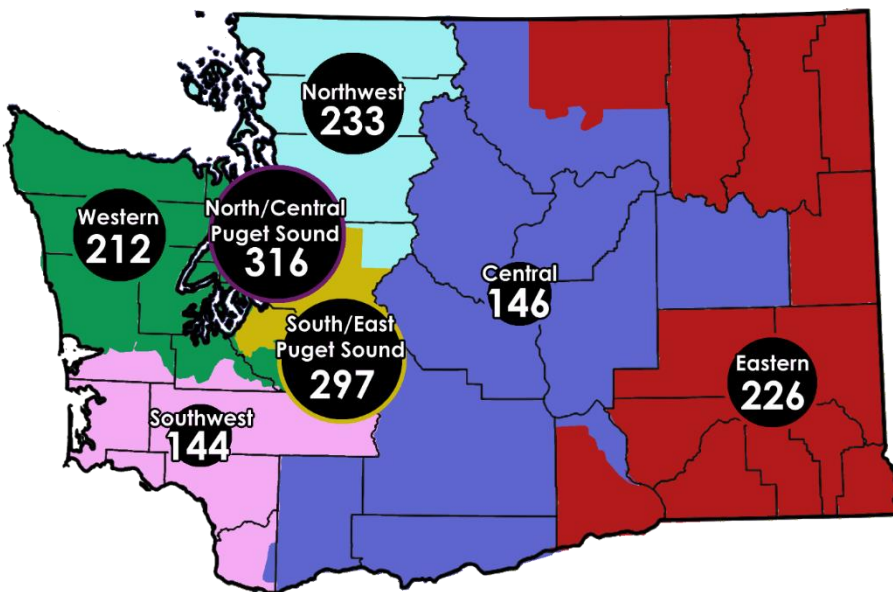 Northwest
233
Western
212
North/Central
Puget Sound
316
Central
146
South/East
Puget Sound
297
Eastern
226
Southwest
144